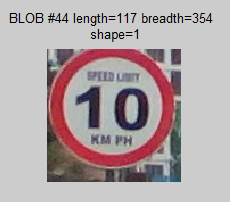 BLOB #44 length=117 breadth=354
shape=1
SPEED LIMIT
10
KM PH